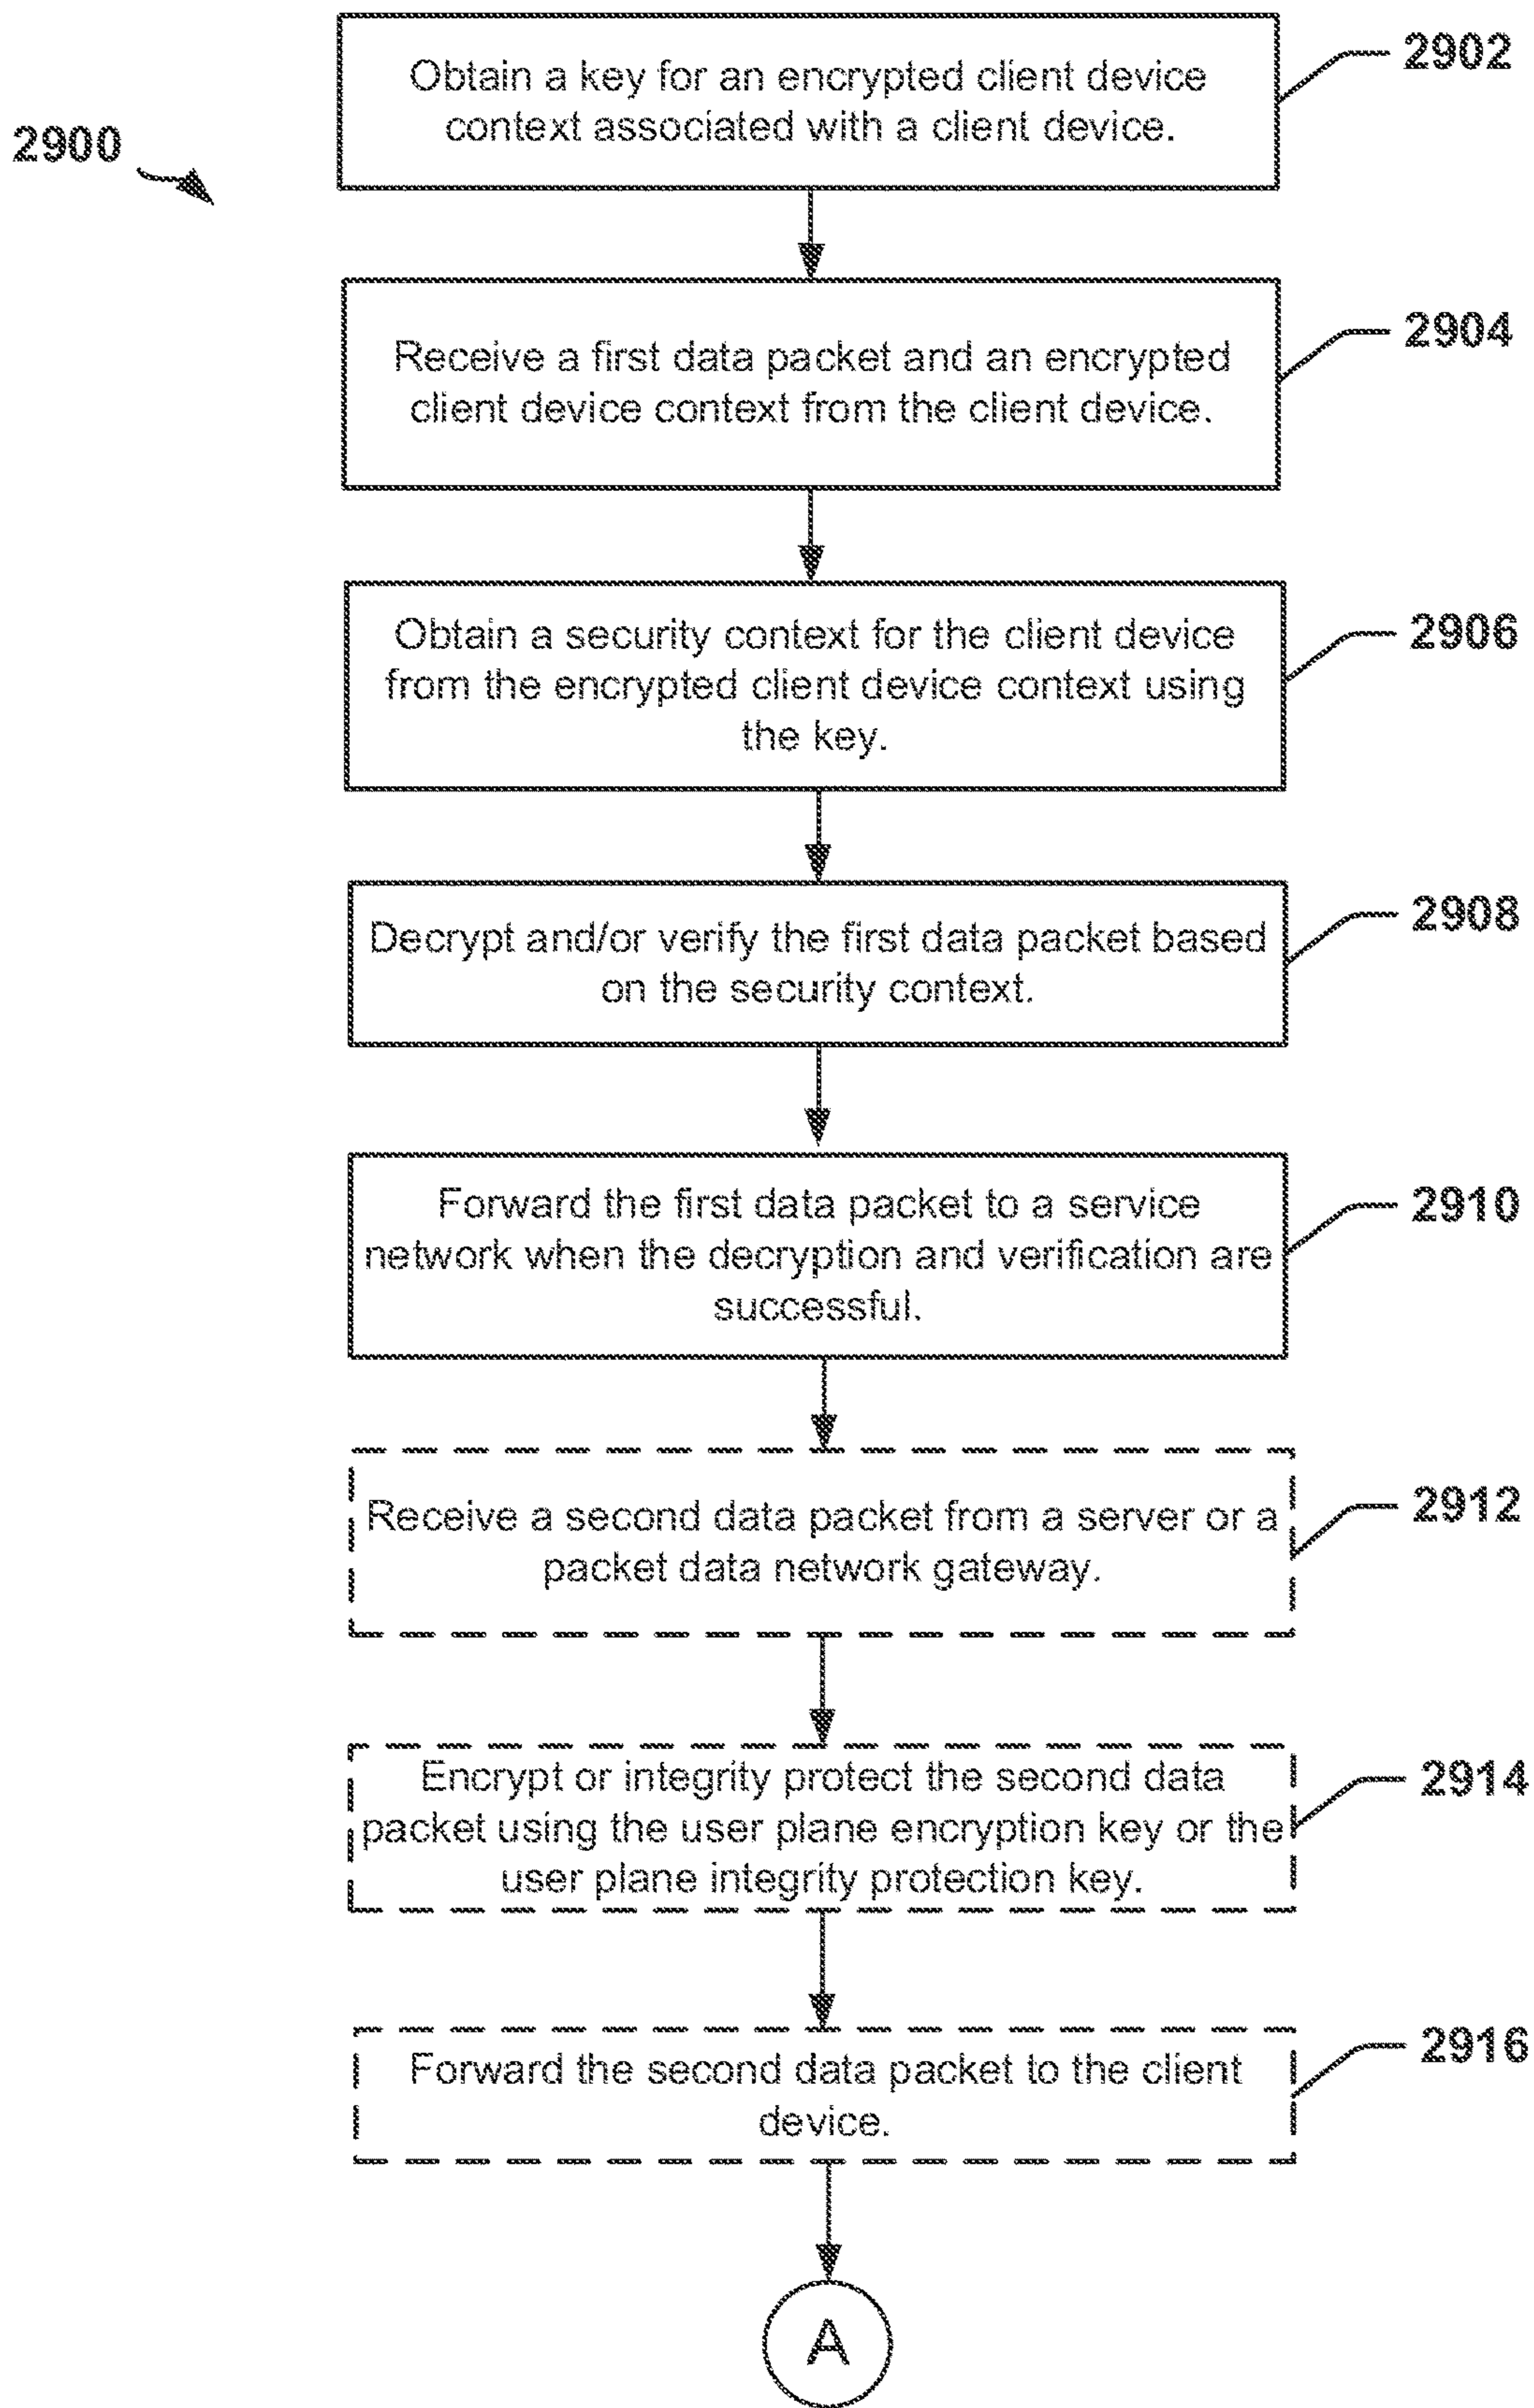 2900
Obtain a key for an encrypted client device
context associated with a client device.
2902
Receive a first data packet and an encrypted
client device context from the client device.
2904
Obtain a security context for the client device
from the encrypted client device context using
the key.
2906
Decrypt and/or verify the first data packet based
on the security context.
2908
Forward the first data packet to a service
network when the decryption and verification are
successful.
2910
Receive a second data packet from a server or a
packet data network gateway.
2912
Encrypt or integrity protect the second data
packet using the user plane encryption key or the
user plane integrity protection key.
2914
Forward the second data packet to the client
device.
2916
A